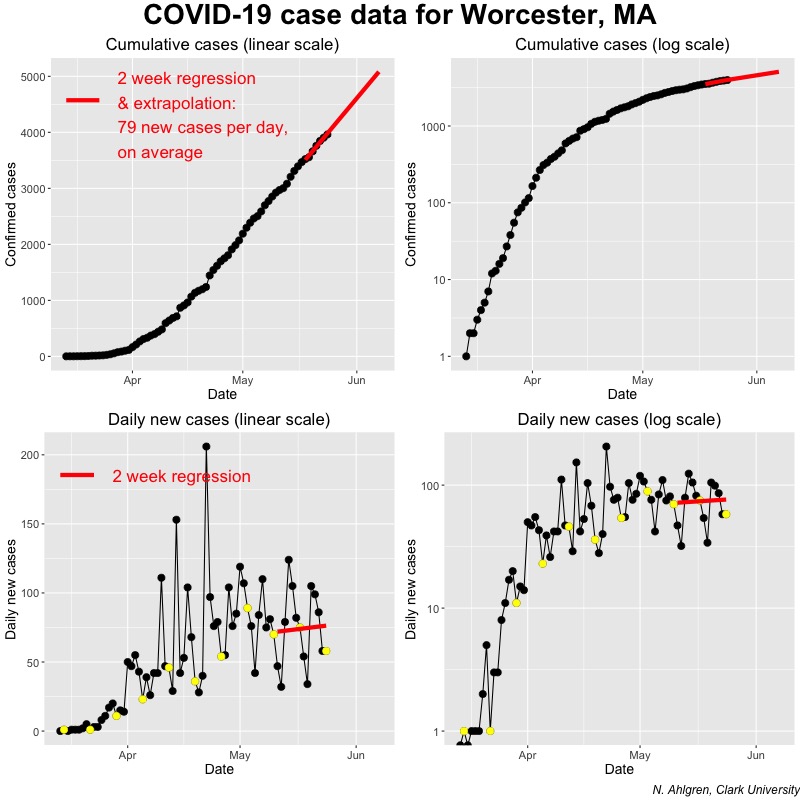 COVID-19 case data for Worcester, MA
Cumulative cases (linear scale)
Confirmed cases
5000
4000
3000
2000
1000
0
2 week regression
& extrapolation:
79 new cases per day,
on average
Apr
May
Jun
Date
Cumulative cases (log scale)
Confirmed cases
1000
100
10
1
Apr
May
Jun
Date
Daily new cases (linear scale)
Daily new cases
200
150
100
50
0
2 week regression
Apr
May
Jun
Date
Daily new cases (log scale)
Daily new cases
100
10
1
Apr
May
Jun
Date
N. Ahlgren, Clark University